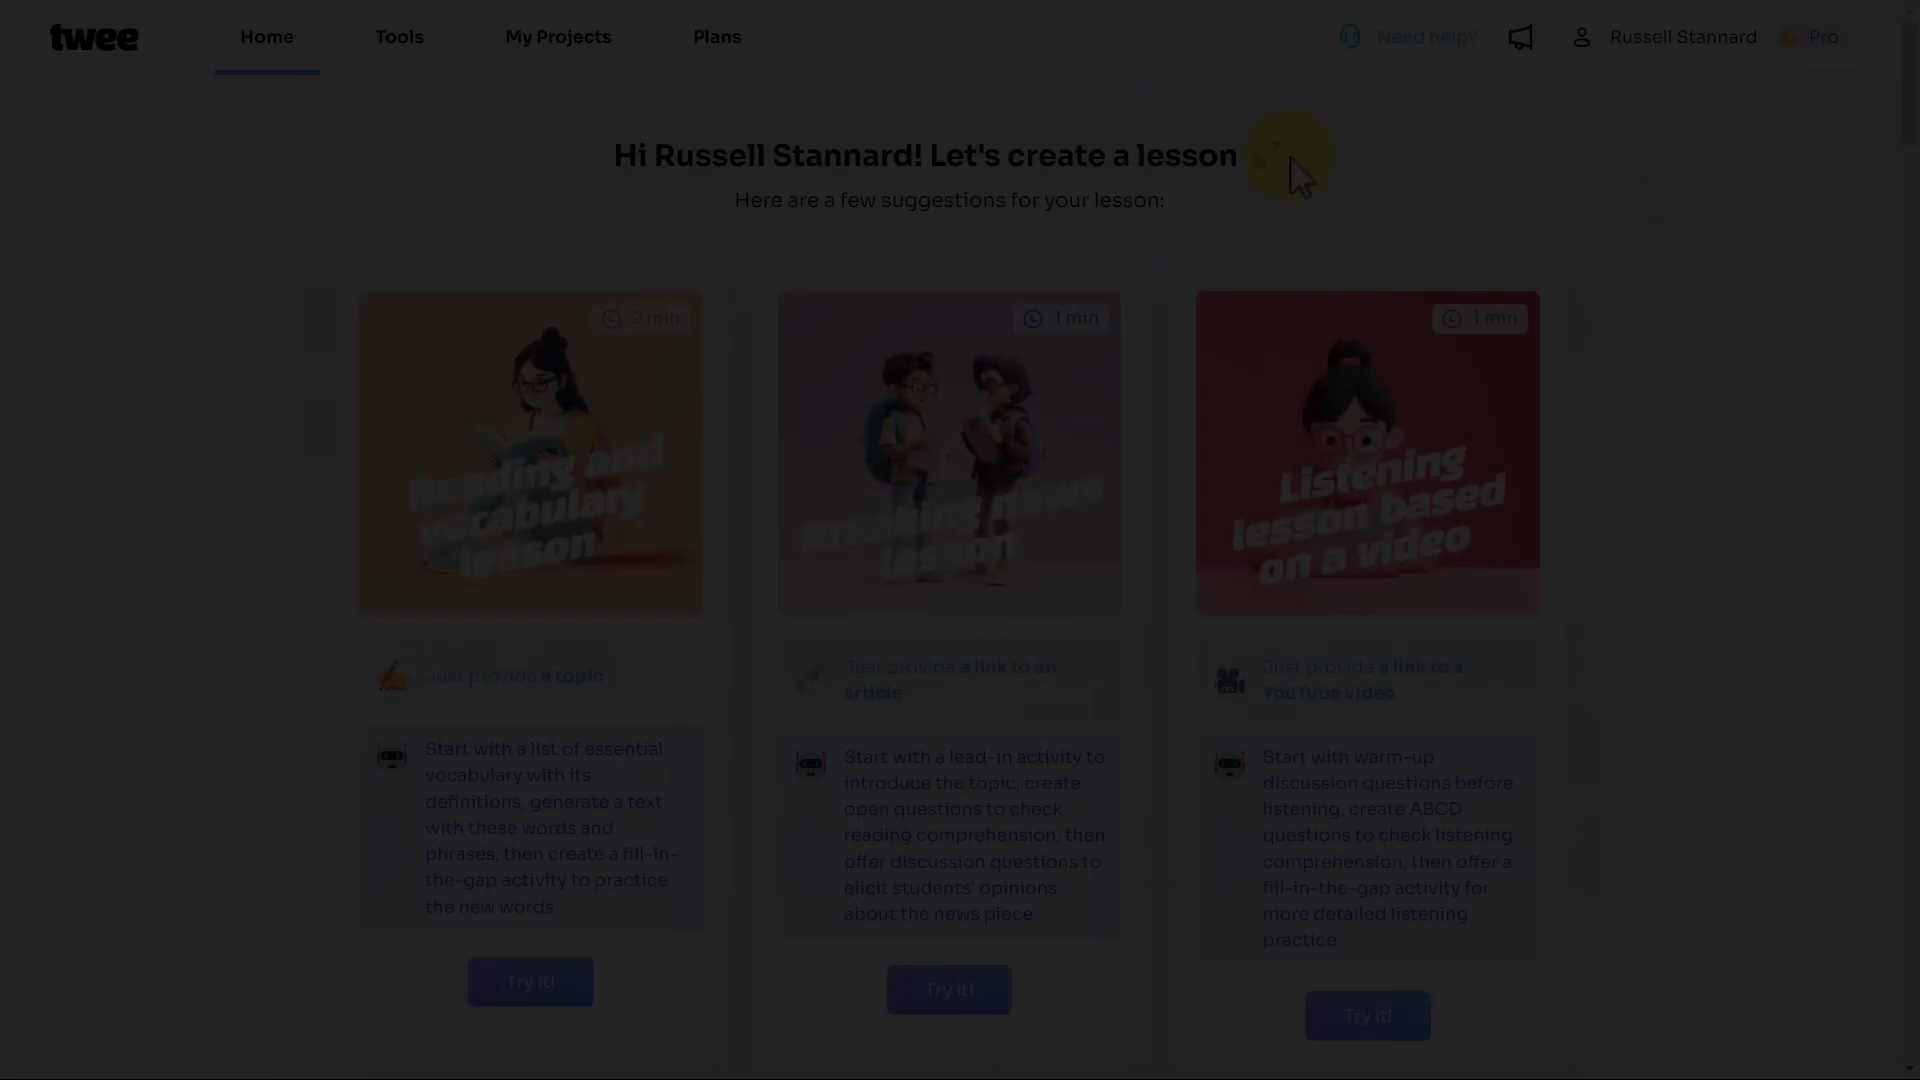 twee
Home
Tools
My Projects
Plans
Need help?
Russell Stannard
Pro
Hi Russell Stannard! Let's create a lesson
Here are a few suggestions for your lesson:
2 min
Reading and
vocabulary
lesson
Just provide a topic
Start with a list of essential
vocabulary with its
definitions, generate a text
with these words and
phrases, then create a fill-in-
the-gap activity to practice
the new words
Try it!
1 min
Breaking news
lesson
Just provide a link to an
article
Start with a lead-in activity to
introduce the topic, create
open questions to check
reading comprehension, then
offer discussion questions to
elicit students' opinions
about the news piece
Try it!
1 min
Listening
lesson based
on a video
Just provide a link to a
YouTube video
Start with warm-up
discussion questions before
listening, create ABCD
questions to check listening
comprehension, then offer a
fill-in-the-gap activity for
more detailed listening
practice
Try it!